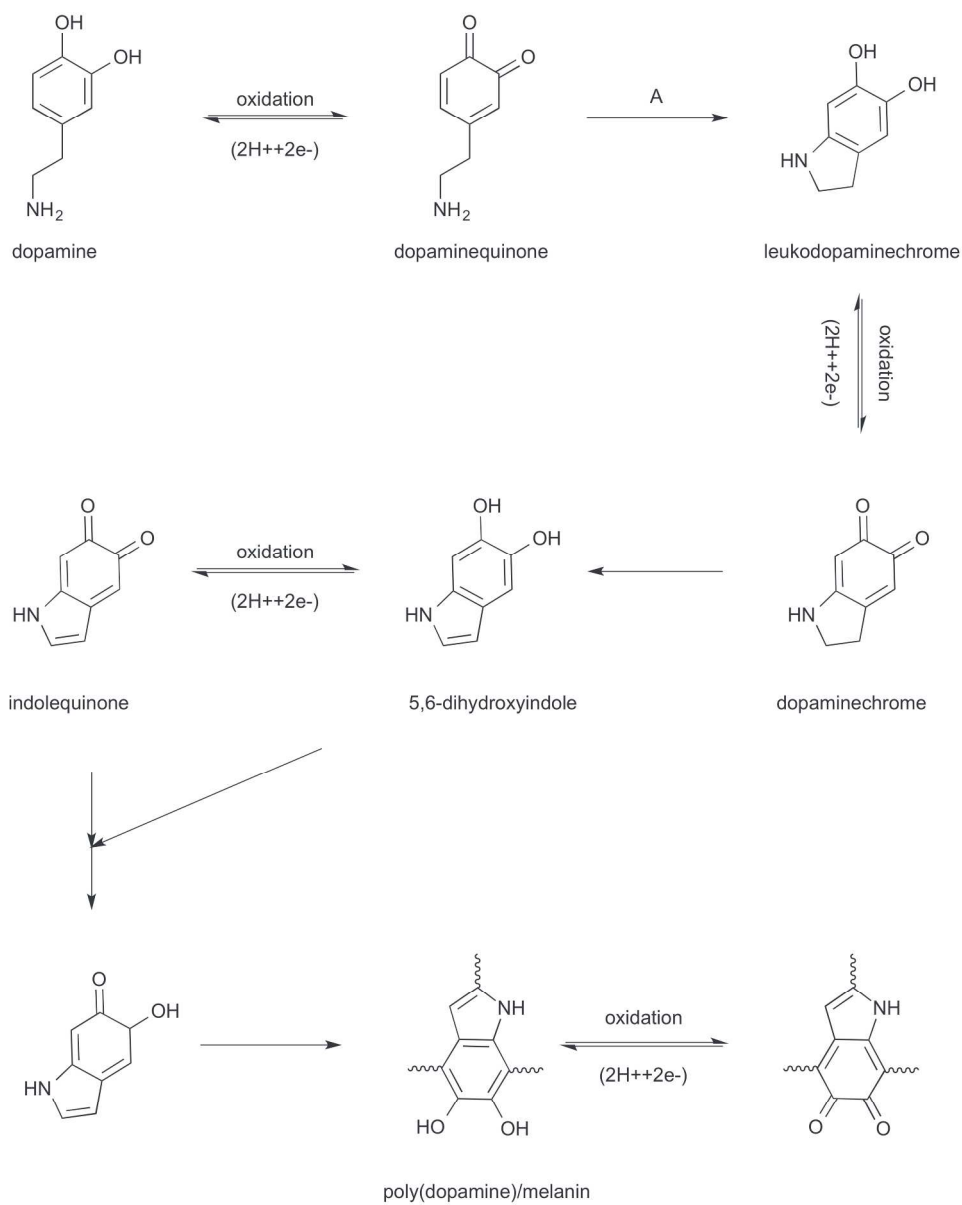 OH
OH
NH2
dopamine
oxidation
(2H++2e-)
O
O
NH2
dopaminequinone
A
OH
OH
HN
leukodopaminechrome
oxidation
(2H++2e-)
O
O
HN
indolequinone
oxidation
(2H++2e-)
OH
OH
HN
5,6-dihydroxyindole
O
O
HN
dopaminechrome
O
OH
HN
NH
HO
OH
oxidation
(2H++2e-)
NH
O
O
poly(dopamine)/melanin